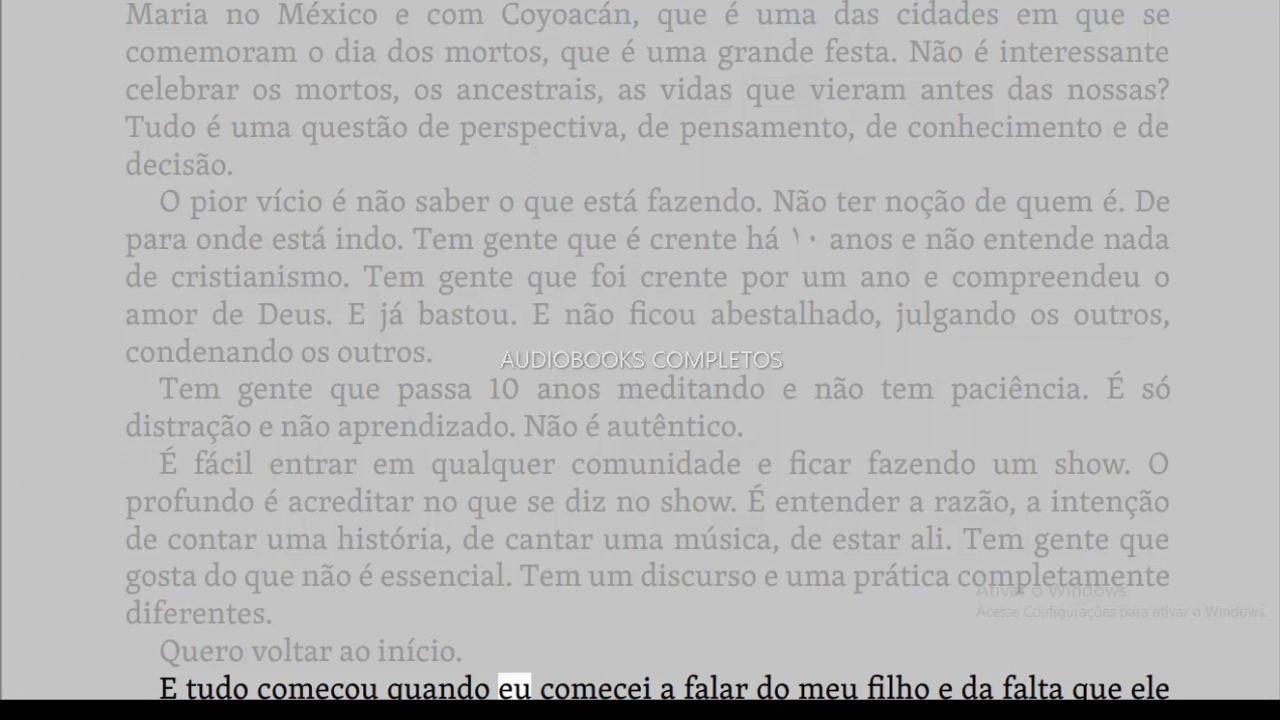 Maria no México e com Coyoacán, que é uma das cidades em que se
comemoram o dia dos mortos, que é uma grande festa. Não é interessante
celebrar os mortos, os ancestrais, as vidas que vieram antes das nossas?
Tudo é uma questão de perspectiva, de pensamento, de conhecimento e de
decisão.
O pior vício é não saber o que está fazendo. Não ter noção de quem é. De
para onde está indo. Tem gente que é crente há ١٠ anos e não entende nada
de cristianismo. Tem gente que foi crente por um ano e compreendeu o
amor de Deus. E já bastou. E não ficou abestalhado, julgando os outros,
condenando os outros.
AUDIOBOOKS COMPLETOS
Tem gente que passa 10 anos meditando e não tem paciência. É só
distração e não aprendizado. Não é autêntico.
É fácil entrar em qualquer comunidade e ficar fazendo um show. O
profundo é acreditar no que se diz no show. É entender a razão, a intenção
de contar uma história, de cantar uma música, de estar ali. Tem gente que
gosta do que não é essencial. Tem um discurso e uma prática completamente
diferentes.
Ativar o Windows
Acesse Configurações para ativar o Windows.
Quero voltar ao início.
E tudo começou quando eu comecei a falar do meu filho e da falta que ele